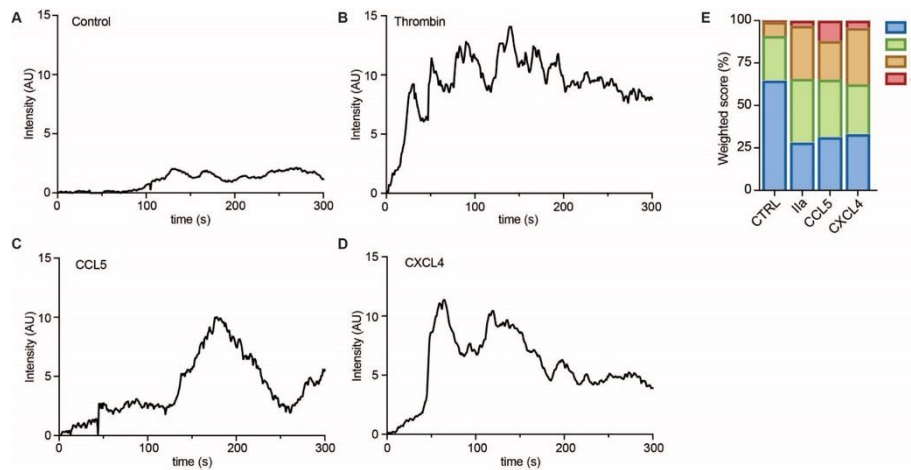 A
Control
Intensity (AU)
15
10
5
0
0
100
200
300
time (s)
B
Thrombin
Intensity (AU)
15
10
5
0
0
100
200
300
time (s)
E
Weighted score (%)
100
75
50
25
0
CTRL
IIa
CCL5
CXCL4
C
CCL5
Intensity (AU)
15
10
5
0
0
100
200
300
time (s)
D
CXCL4
Intensity (AU)
15
10
5
0
0
100
200
300
time (s)